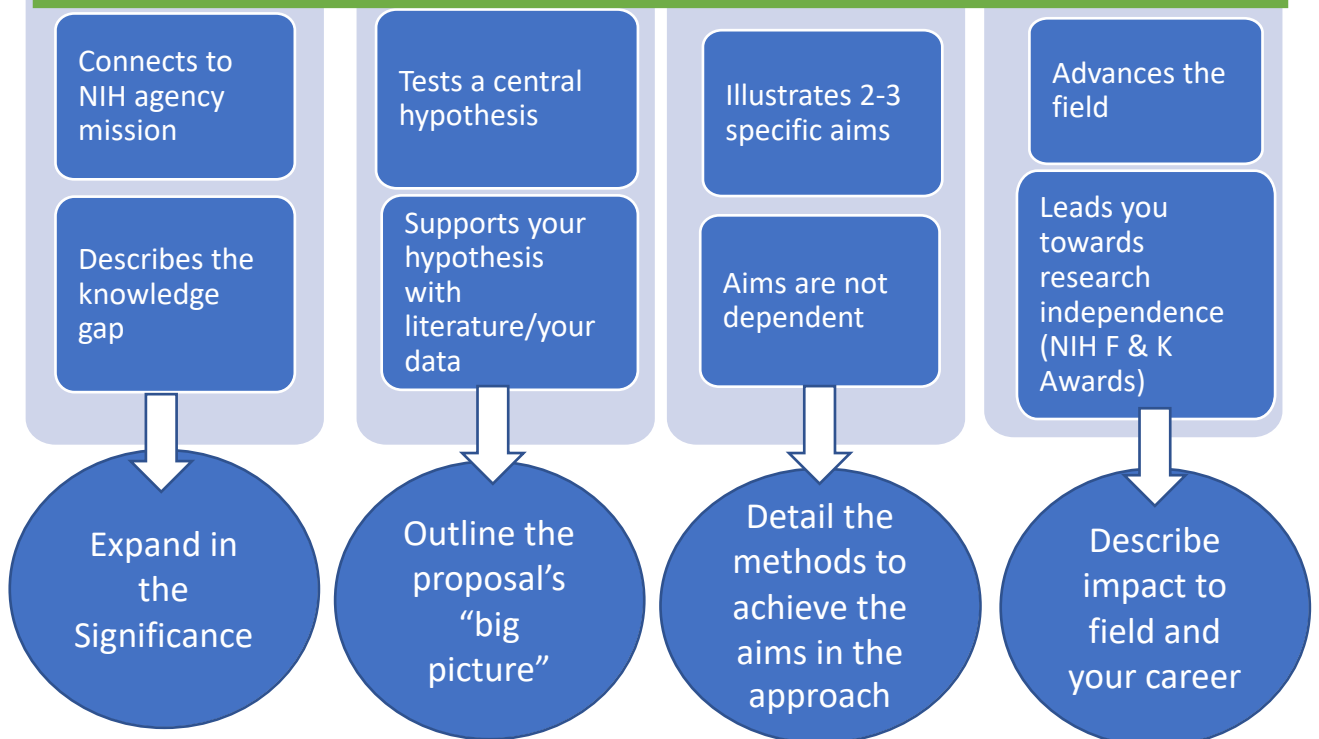 Connects to
NIH agency
mission
Describes the
knowledge
gap
Expand in
the
Significance
Tests a central
hypothesis
Supports your
hypothesis
with
literature/your
data
Outline the
proposal’s
“big
picture”
Illustrates 2-3
specific aims
Aims are not
dependent
Detail the
methods to
achieve the
aims in the
approach
Advances the
field
Leads you
towards
research
independence
(NIH F & K
Awards)
Describe
impact to
field and
your career